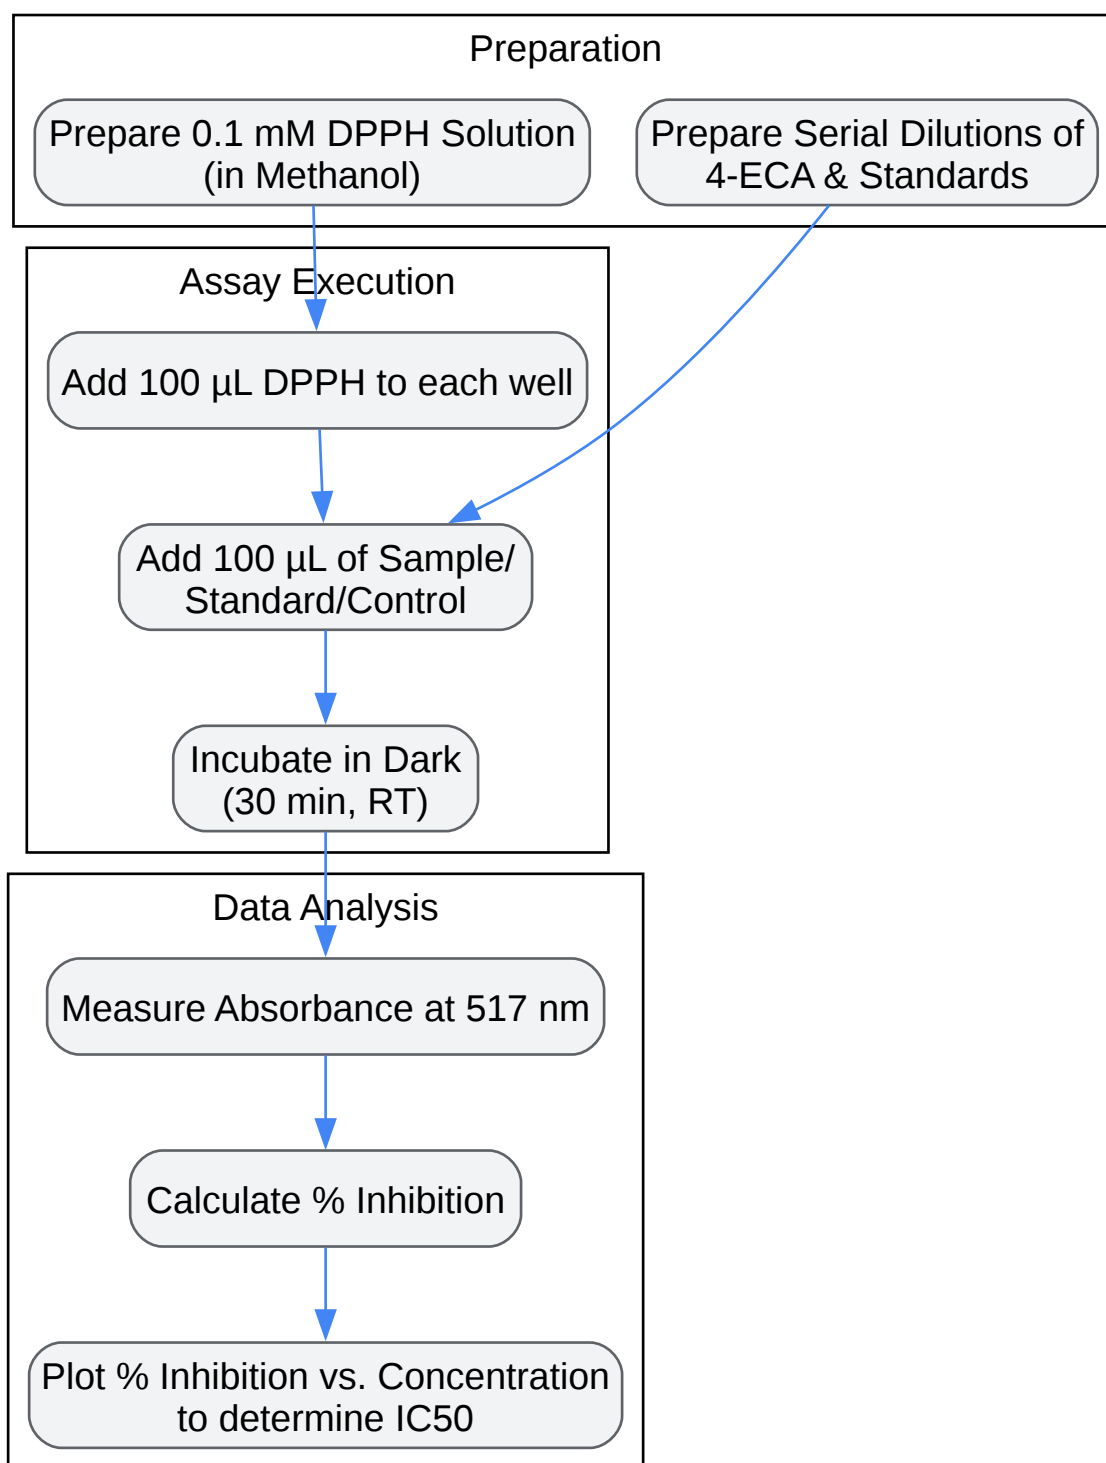 Preparation
Prepare 0.1 mM DPPH Solution
(in Methanol)
Prepare Serial Dilutions of
4-ECA & Standards
Assay Execution
Add 100 µL DPPH to each well
Add 100 µL of Sample/
Standard/Control
Incubate in Dark
(30 min, RT)
Data Analysis
Measure Absorbance at 517 nm
Calculate % Inhibition
Plot % Inhibition vs. Concentration
to determine IC50